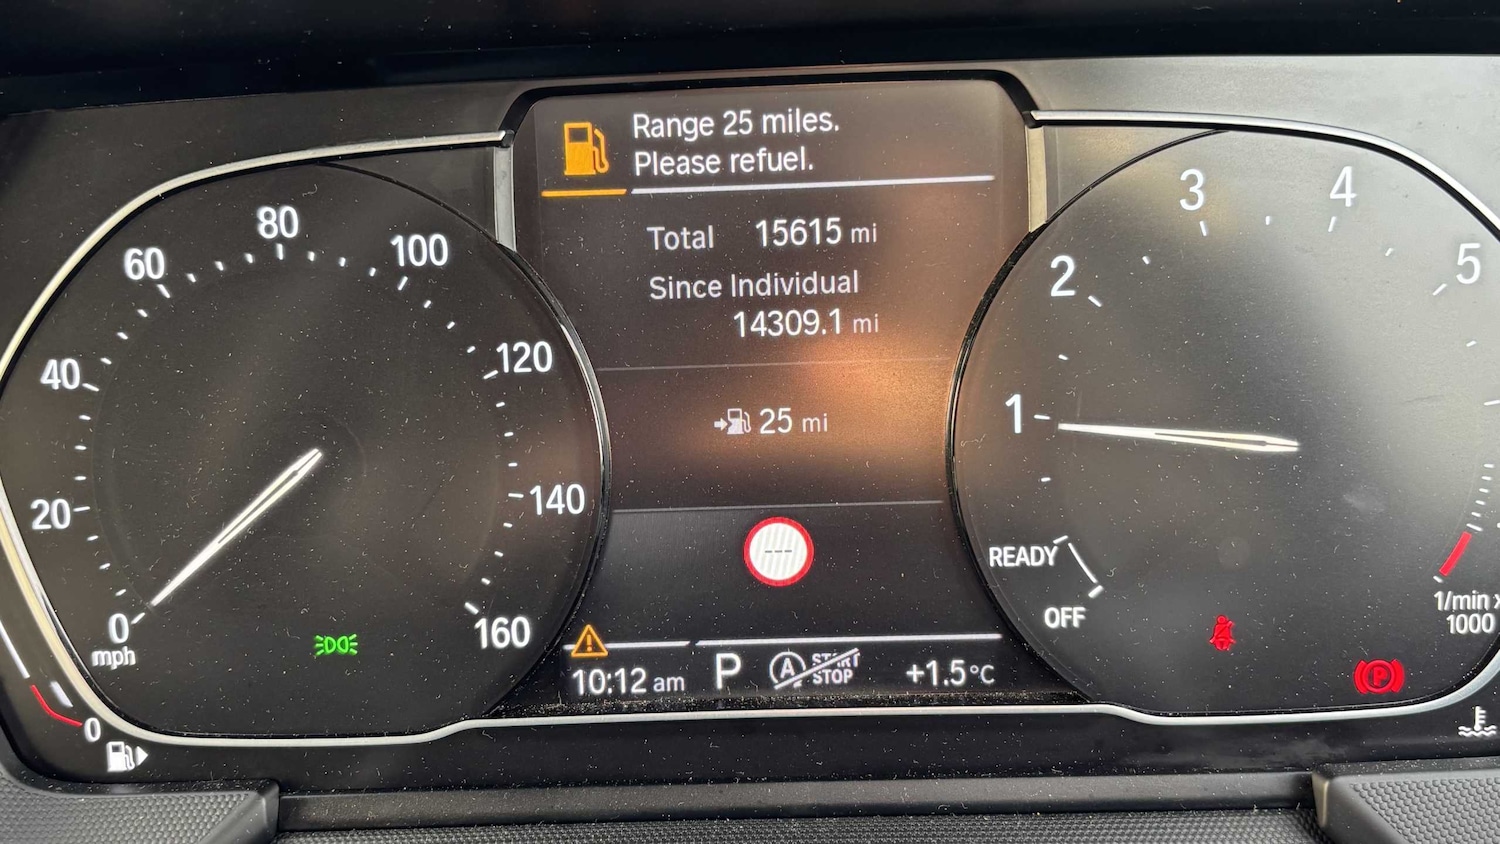 Range 25 miles.
Please refuel.
Total 15615 mi
Since Individual
14309.1 mi
25 mi
---
10:12 am P A START STOP +1.5°C
0
20
40
60
80
100
120
140
160
mph
0
READY
OFF
1
2
3
4
5
1/min x
1000
P